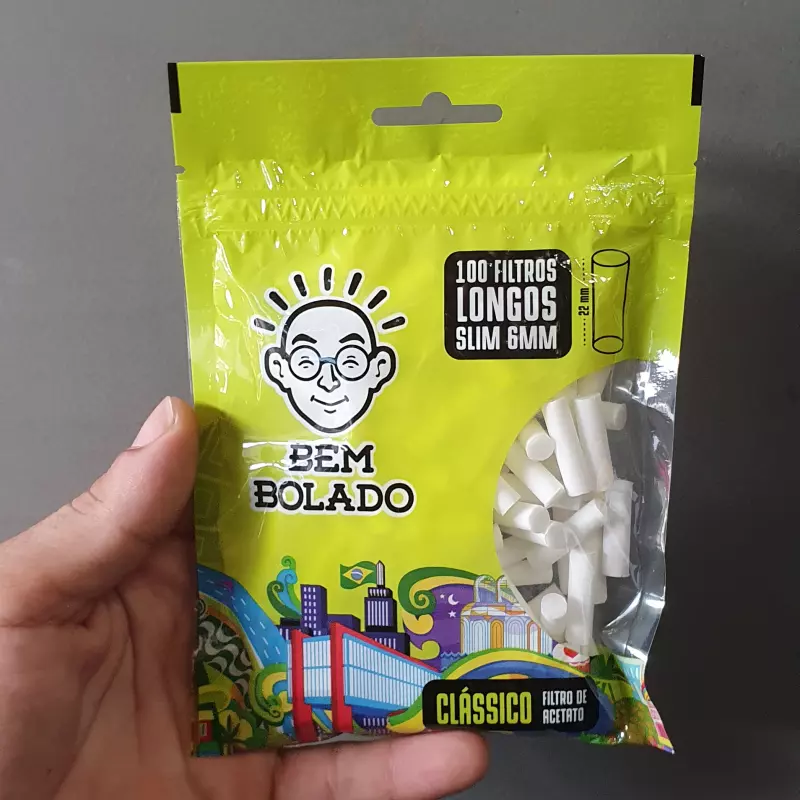 100 FILTROS
LONGOS
SLIM 6MM
22 mm
BEM
BOLADO
CLÁSSICO
FILTRO DE
ACETATO